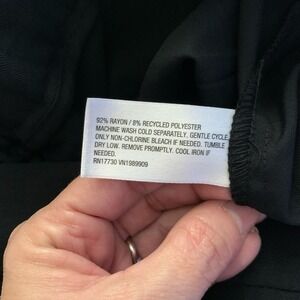 92% RAYON / 8% RECYCLED POLYESTER
MACHINE WASH COLD SEPARATELY. GENTLE CYCLE.
ONLY NON-CHLORINE BLEACH IF NEEDED. TUMBLE
DRY LOW. REMOVE PROMPTLY. COOL IRON IF
NEEDED.
RN17730 VN1989909